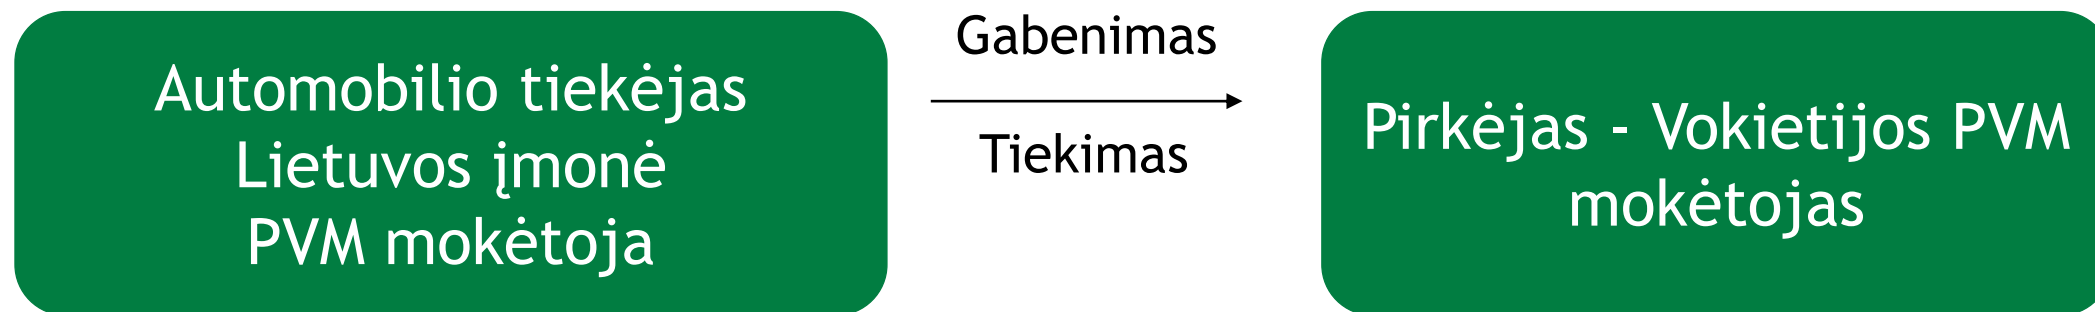 Automobilio tiekėjas
Lietuvos įmonė
PVM mokėtoja
Gabenimas
Tiekimas
Pirkėjas - Vokietijos PVM
mokėtojas